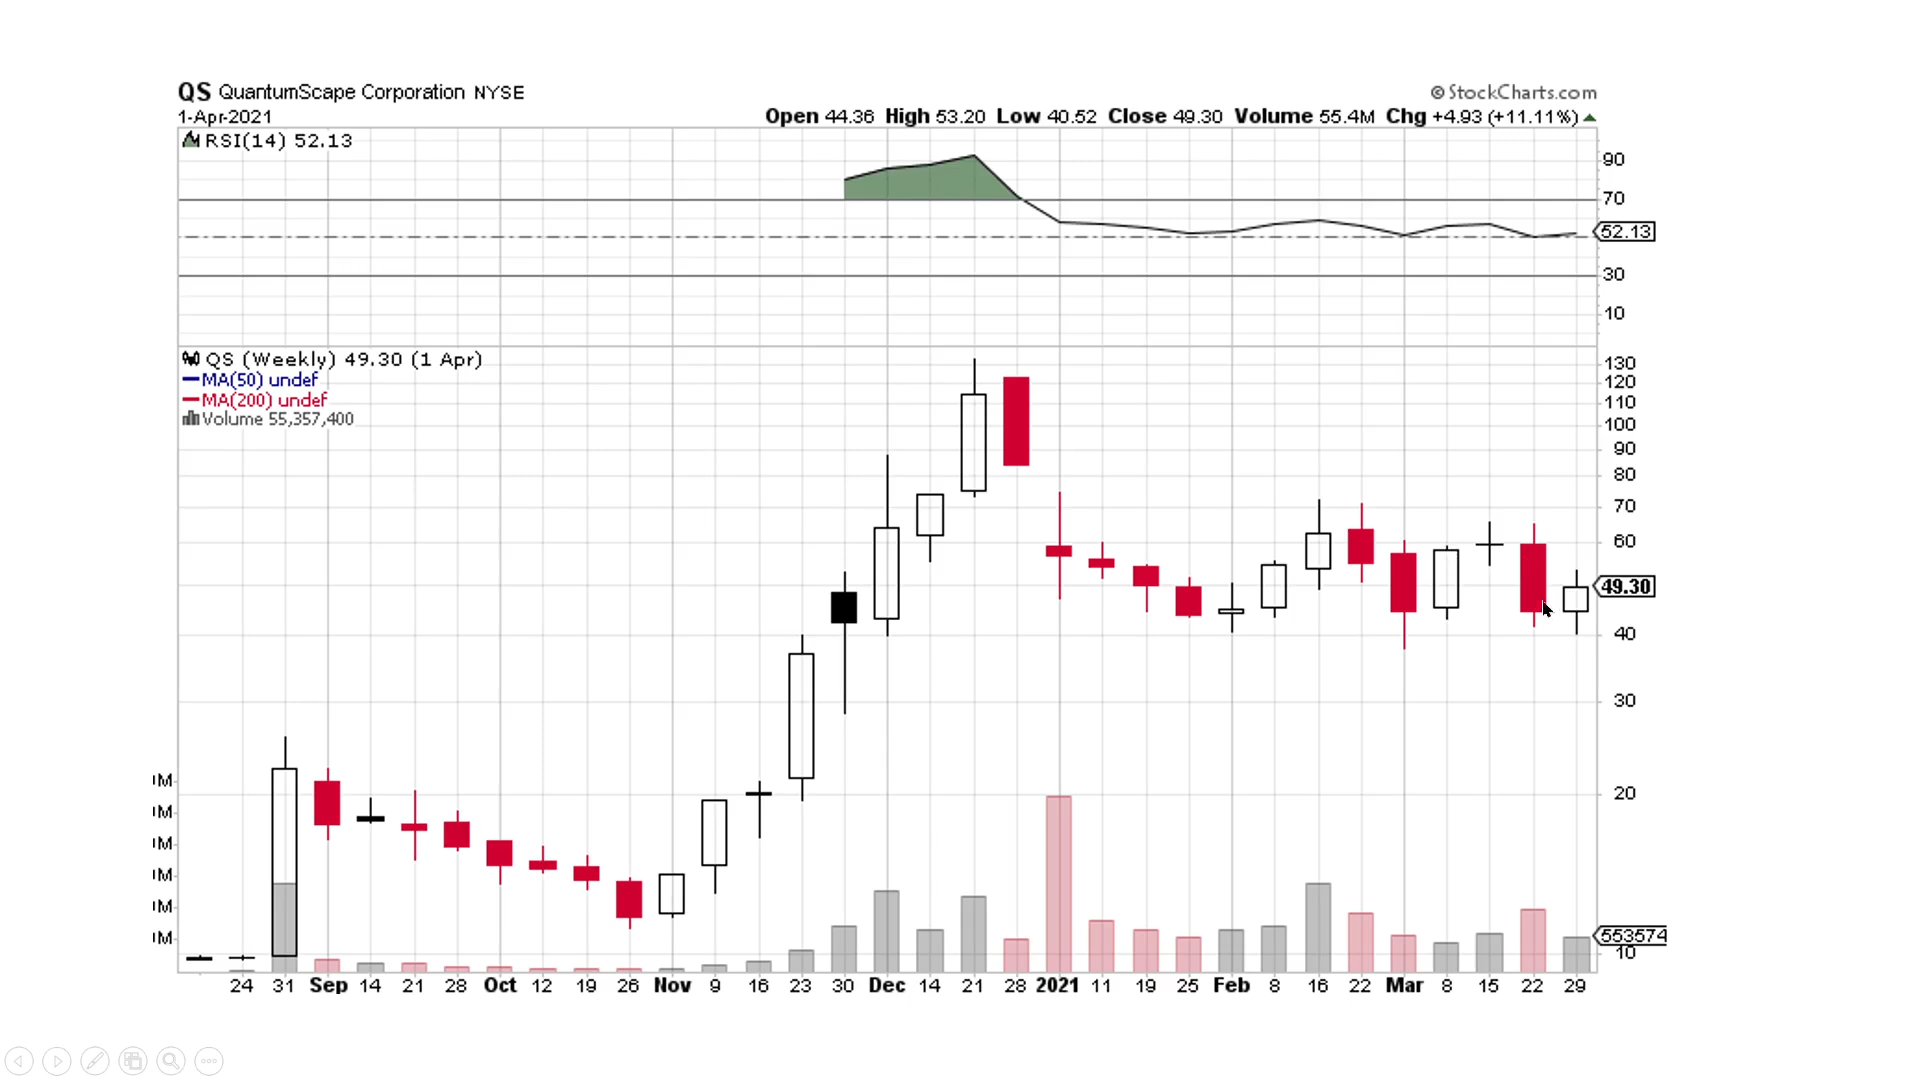 QS QuantumScape Corporation NYSE
© StockCharts.com
1-Apr-2021
Open 44.36 High 53.20 Low 40.52 Close 49.30 Volume 55.4M Chg +4.93 (+11.11%)
RSI(14) 52.13
90
70
52.13
30
10
QS (Weekly) 49.30 (1 Apr)
MA(50) undef
MA(200) undef
Volume 55,357,400
130
120
110
100
90
80
70
60
49.30
40
30
20
10
M
M
M
M
M
M
553574
24 31 Sep 14 21 28 Oct 12 19 26 Nov 9 16 23 30 Dec 14 21 28 2021 11 19 25 Feb 8 16 22 Mar 8 15 22 29